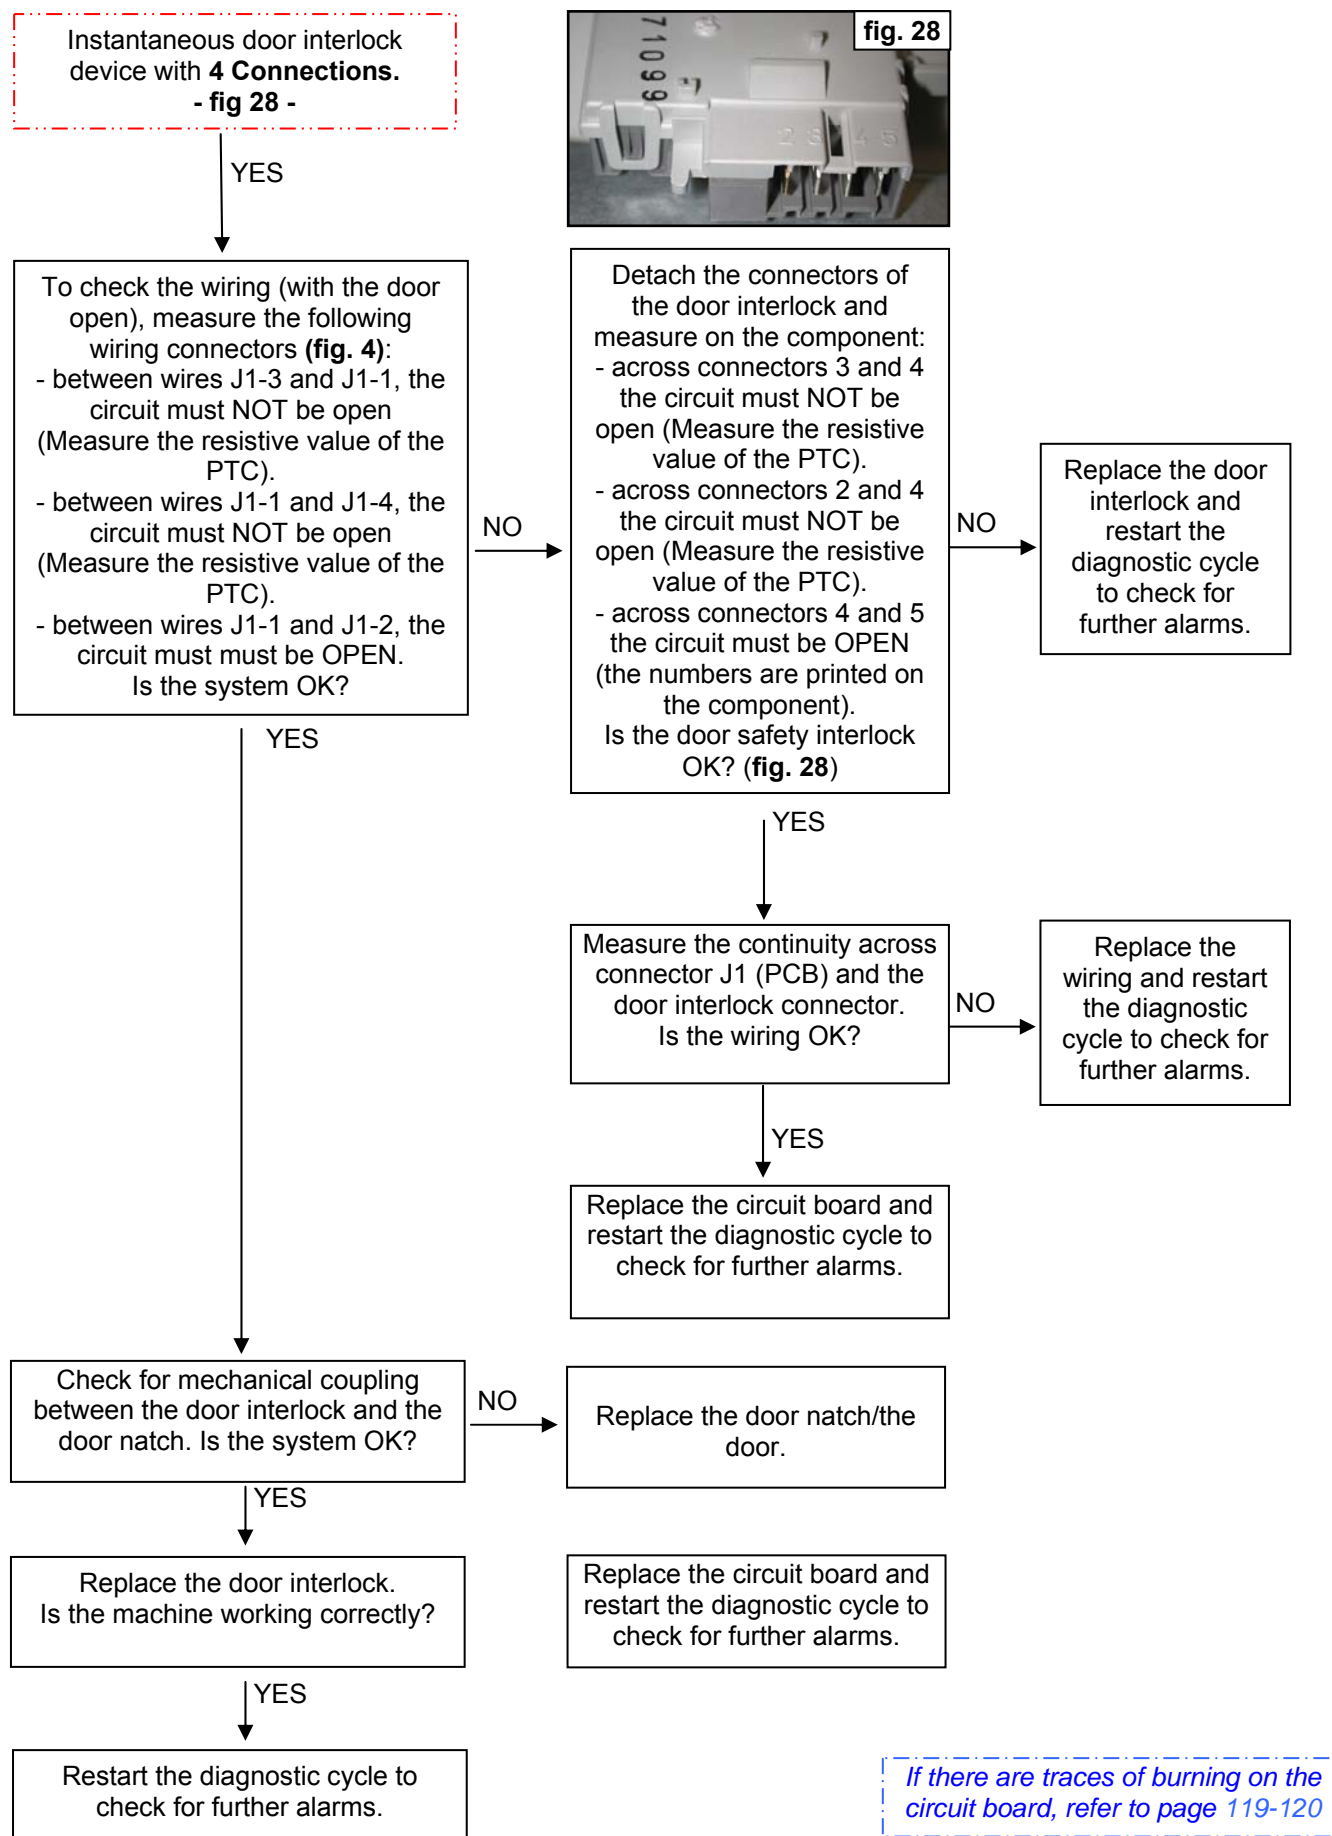 Instantaneous door interlock
device with 4 Connections.
- fig 28 -
fig. 28
71099
2 3 4 5
YES
To check the wiring (with the door
open), measure the following
wiring connectors (fig. 4):
- between wires J1-3 and J1-1, the
circuit must NOT be open
(Measure the resistive value of the
PTC).
- between wires J1-1 and J1-4, the
circuit must NOT be open
(Measure the resistive value of the
PTC).
- between wires J1-1 and J1-2, the
circuit must must be OPEN.
Is the system OK?
NO
Detach the connectors of
the door interlock and
measure on the component:
- across connectors 3 and 4
the circuit must NOT be
open (Measure the resistive
value of the PTC).
- across connectors 2 and 4
the circuit must NOT be
open (Measure the resistive
value of the PTC).
- across connectors 4 and 5
the circuit must be OPEN
(the numbers are printed on
the component).
Is the door safety interlock
OK? (fig. 28)
NO
Replace the door
interlock and
restart the
diagnostic cycle
to check for
further alarms.
YES
YES
Measure the continuity across
connector J1 (PCB) and the
door interlock connector.
Is the wiring OK?
NO
Replace the
wiring and restart
the diagnostic
cycle to check for
further alarms.
YES
Replace the circuit board and
restart the diagnostic cycle to
check for further alarms.
Check for mechanical coupling
between the door interlock and the
door natch. Is the system OK?
NO
Replace the door natch/the
door.
YES
Replace the door interlock.
Is the machine working correctly?
Replace the circuit board and
restart the diagnostic cycle to
check for further alarms.
YES
Restart the diagnostic cycle to
check for further alarms.
If there are traces of burning on the
circuit board, refer to page 119-120